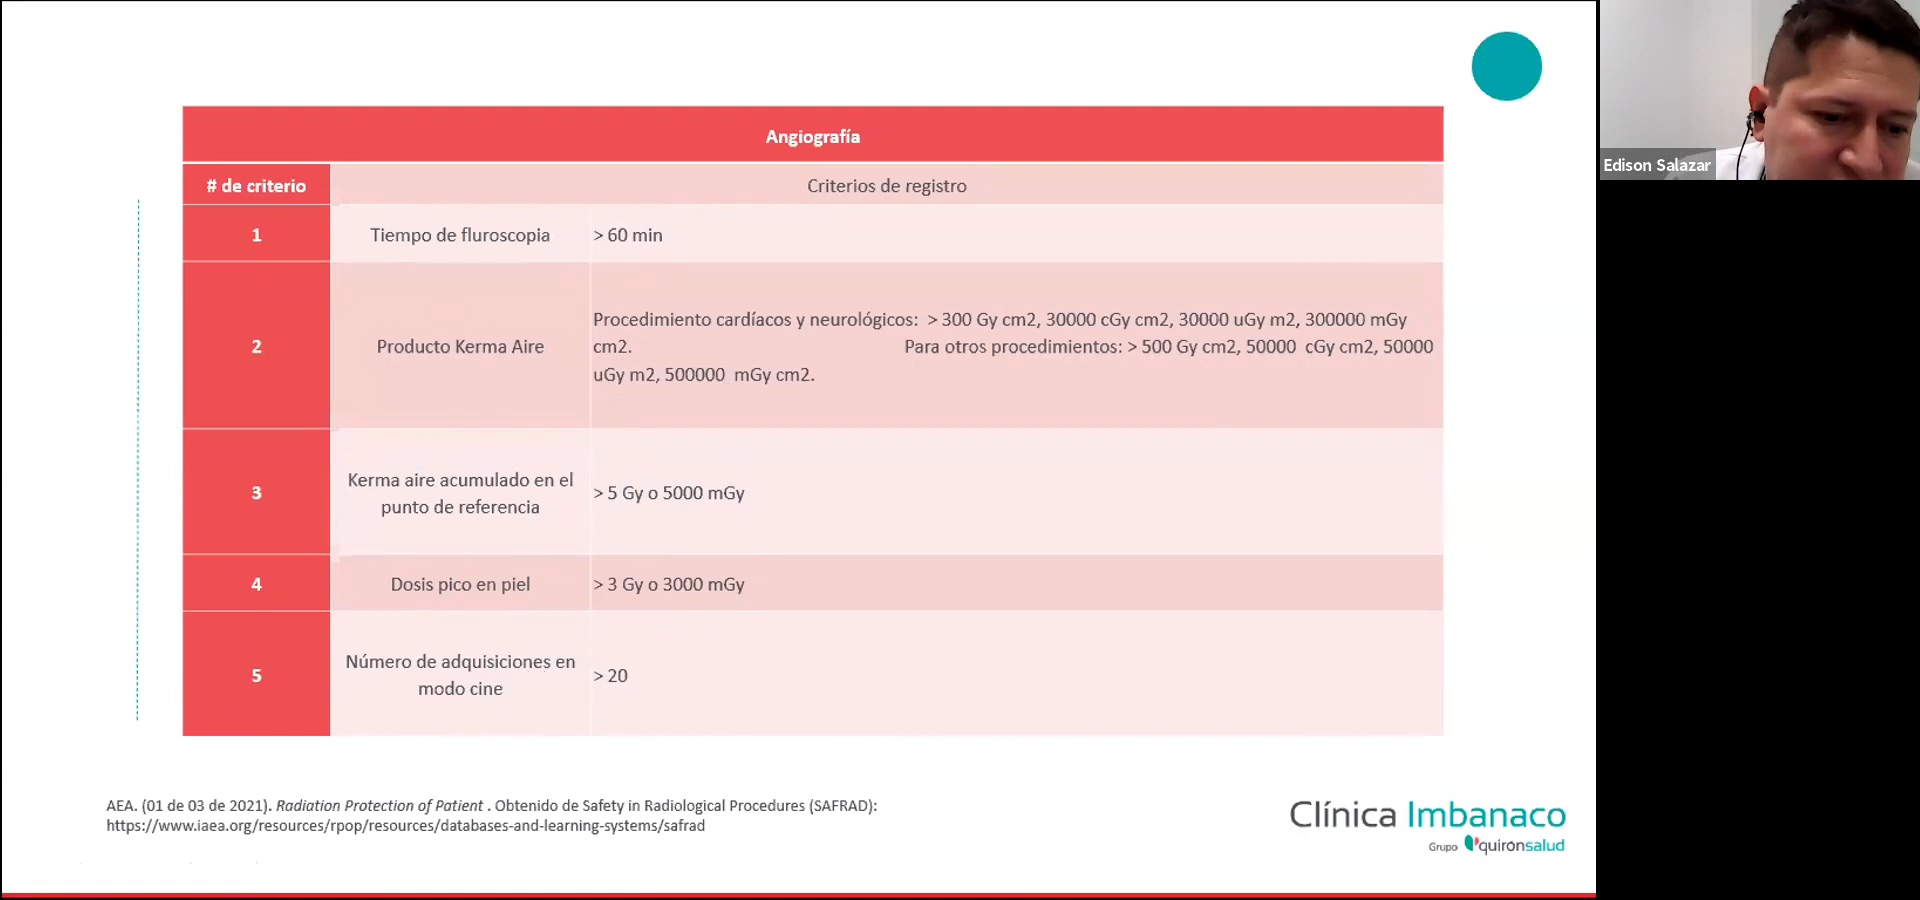 Angiografía
# de criterio
Criterios de registro
1
Tiempo de fluroscopia
> 60 min
2
Producto Kerma Aire
Procedimiento cardíacos y neurológicos: > 300 Gy cm2, 30000 cGy cm2, 30000 uGy m2, 300000 mGy
cm2. Para otros procedimientos: > 500 Gy cm2, 50000 cGy cm2, 50000
uGy m2, 500000 mGy cm2.
3
Kerma aire acumulado en el
punto de referencia
> 5 Gy o 5000 mGy
4
Dosis pico en piel
> 3 Gy o 3000 mGy
5
Número de adquisiciones en
modo cine
> 20
AEA. (01 de 03 de 2021). Radiation Protection of Patient . Obtenido de Safety in Radiological Procedures (SAFRAD):
https://www.iaea.org/resources/rpop/resources/databases-and-learning-systems/safrad
Clínica Imbanaco
Grupo quirónsalud
Edison Salazar